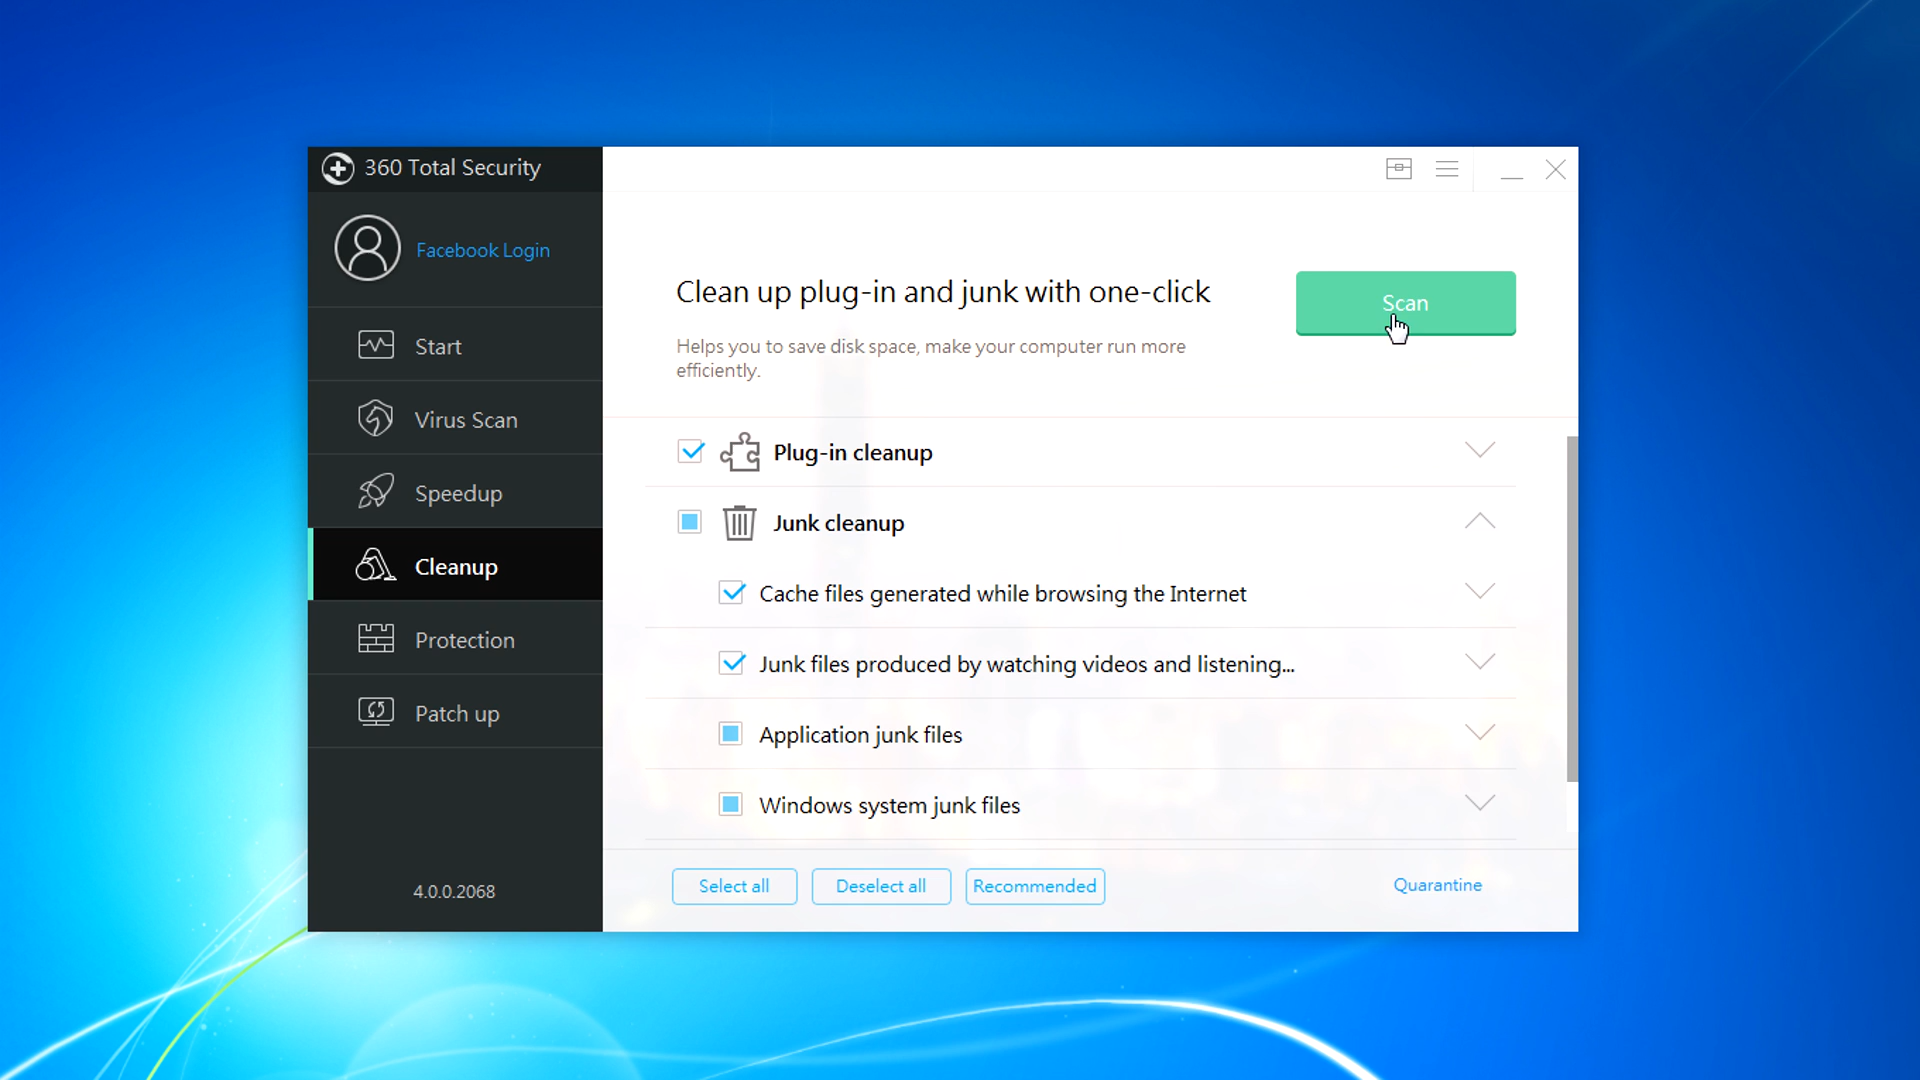 360 Total Security
Facebook Login
Start
Virus Scan
Speedup
Cleanup
Protection
Patch up
4.0.0.2068
Clean up plug-in and junk with one-click
Scan
Helps you to save disk space, make your computer run more
efficiently.
Plug-in cleanup
Junk cleanup
Cache files generated while browsing the Internet
Junk files produced by watching videos and listening...
Application junk files
Windows system junk files
Select all
Deselect all
Recommended
Quarantine